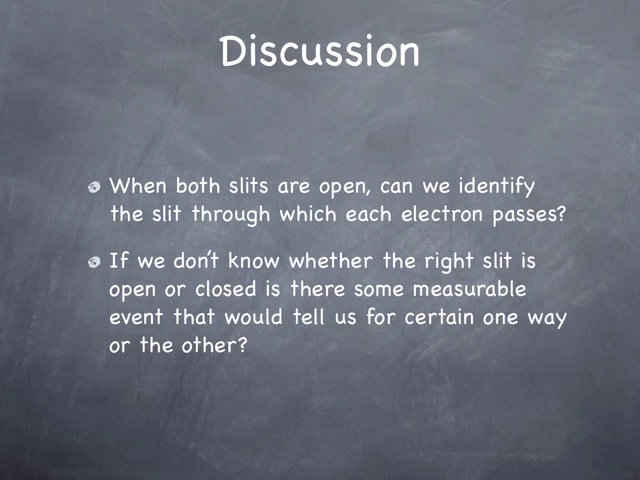 Discussion
When both slits are open, can we identify
the slit through which each electron passes?
If we don't know whether the right slit is
open or closed is there some measurable
event that would tell us for certain one way
or the other?